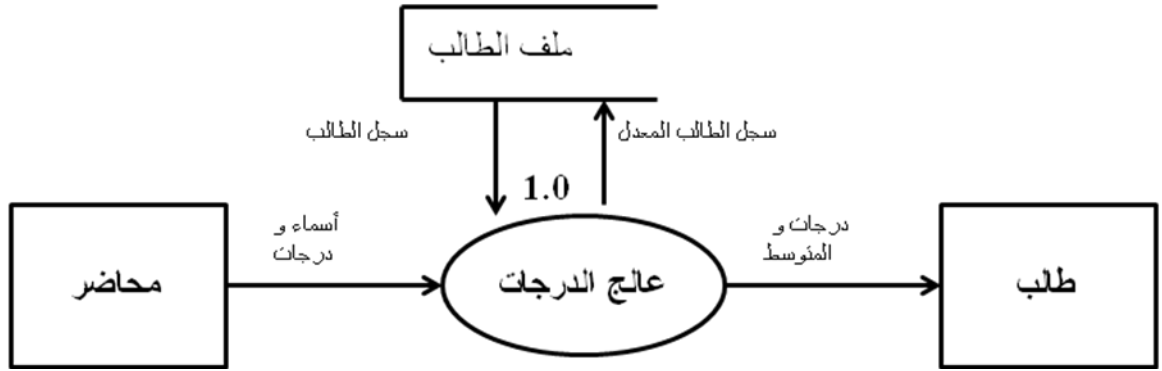 ملف الطالب
سجل الطالب المعدل
سجل الطالب
1.0
أسماء و
درجات
درجات و
المتوسط
محاضر
عالج الدرجات
طالب